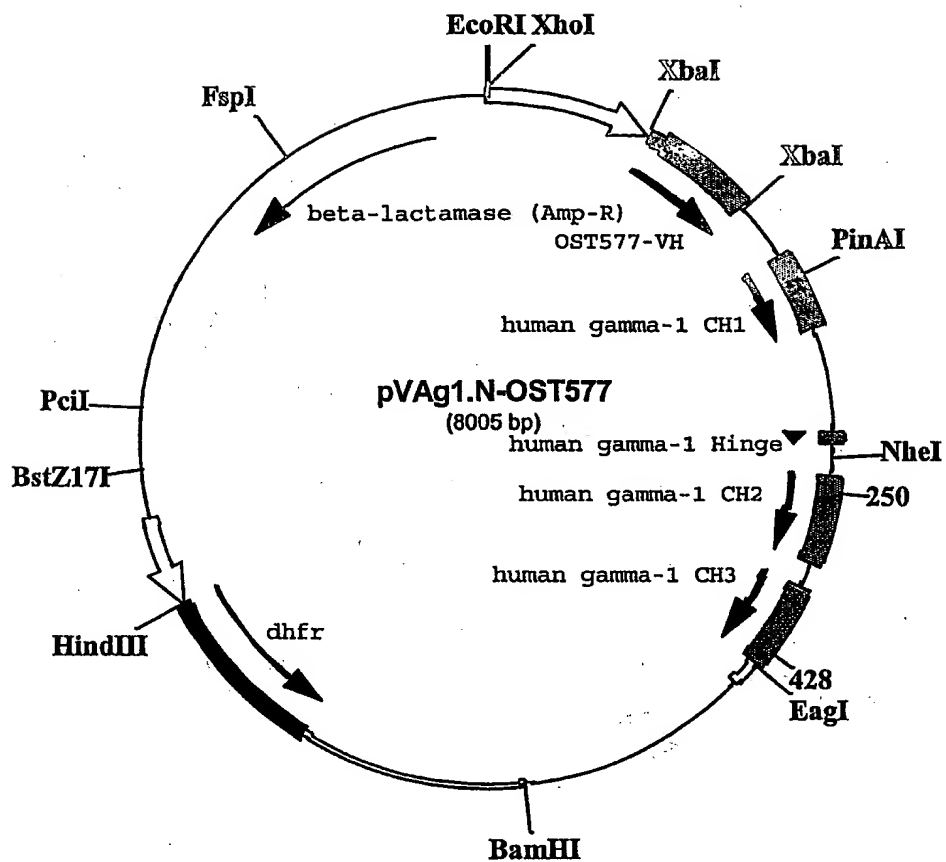 EcoRI XhoI
XbaI
FspI
XbaI
beta-lactamase (Amp-R)
OST577-VH
PinAI
human gamma-1 CH1
pVAg1.N-OST577
(8005 bp)
PciI
human gamma-1 Hinge
NheI
BstZ17I
human gamma-1 CH2
250
human gamma-1 CH3
dhfr
HindIII
428
EagI
BamHI